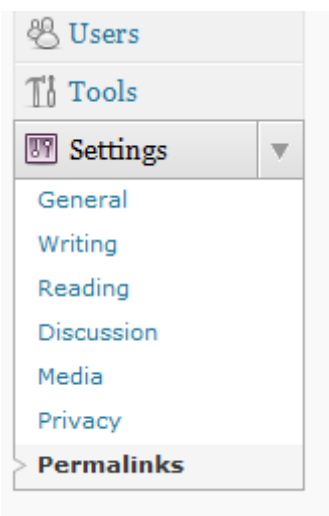 Users
Tools
Settings
General
Writing
Reading
Discussion
Media
Privacy
Permalinks